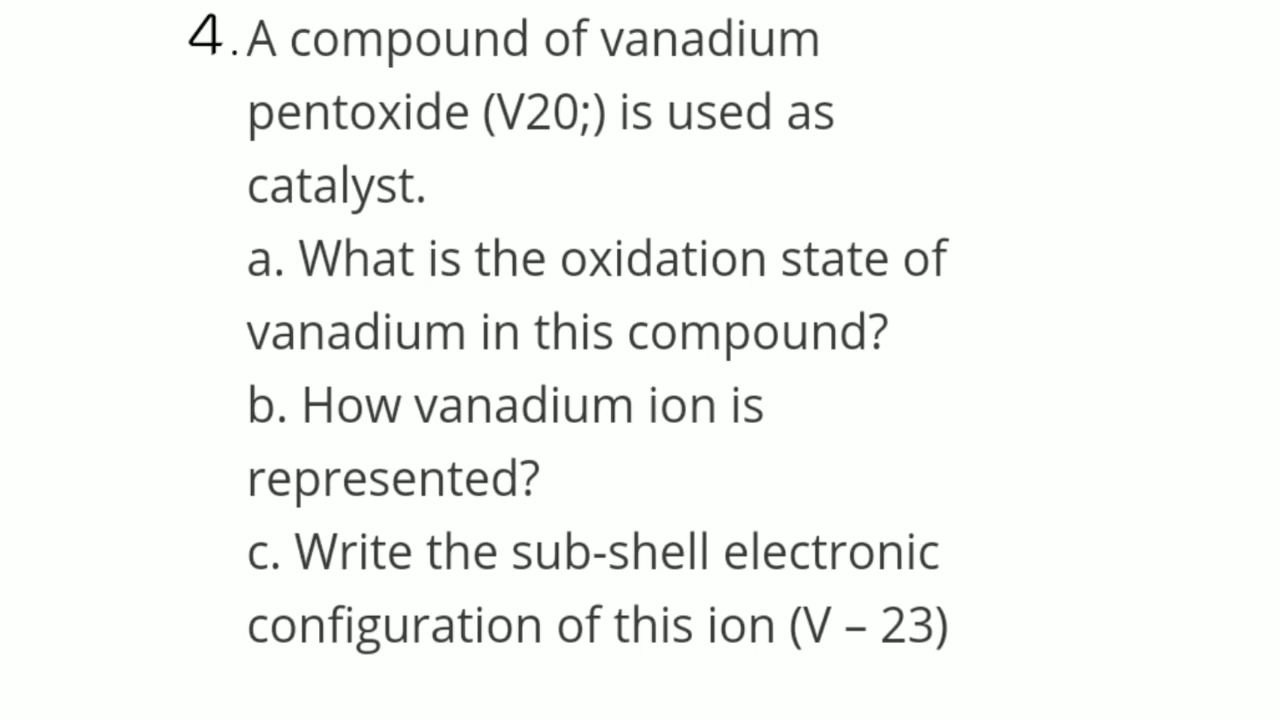 4. A compound of vanadium
pentoxide (V20;) is used as
catalyst.
a. What is the oxidation state of
vanadium in this compound?
b. How vanadium ion is
represented?
c. Write the sub-shell electronic
configuration of this ion (V – 23)